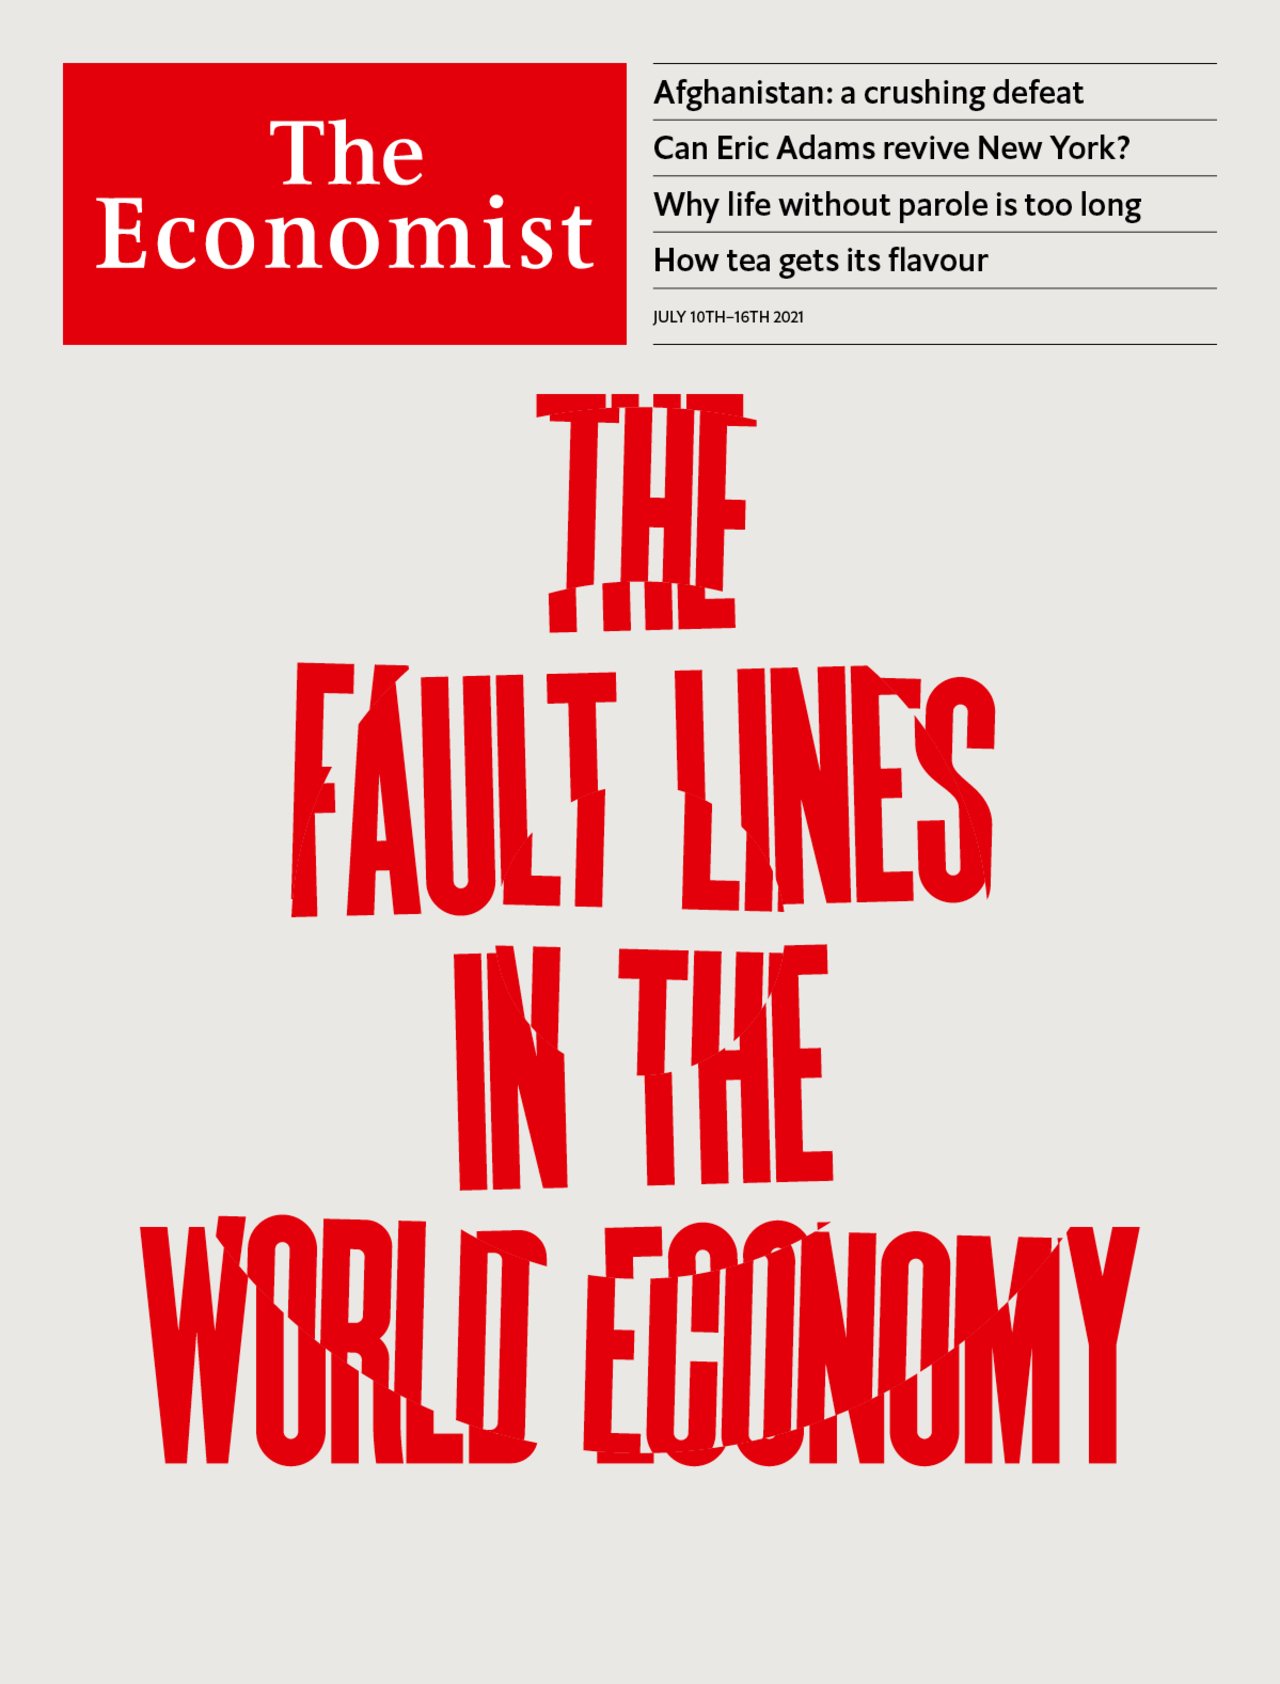 The
Economist
Afghanistan: a crushing defeat
Can Eric Adams revive New York?
Why life without parole is too long
How tea gets its flavour
JULY 10TH–16TH 2021
THE
FAULT LINES
IN THE
WORLD ECONOMY